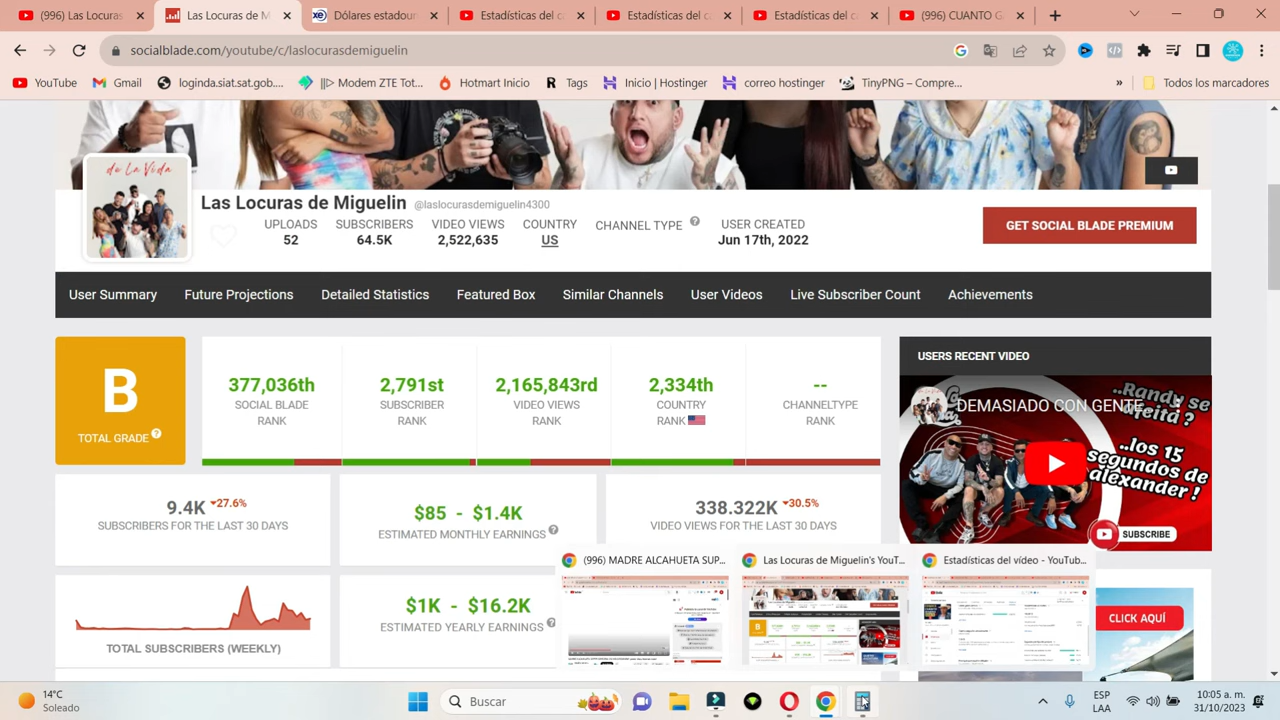 (996) Las Locuras d
Las Locuras de M
Dólares estadour
Estadísticas del c
Estadísticas del c
Estadísticas del c
(996) CUANTO G
socialblade.com/youtube/c/laslocurasdemiguelin
YouTube
Gmail
loginda.siat.sat.gob....
||▷ Modem ZTE Tot...
Hotmart Inicio
Tags
Inicio | Hostinger
correo hostinger
TinyPNG – Compre...
»
Todos los marcadores
de La Vida
Las Locuras de Miguelin @laslocurasdemiguelin4300
UPLOADS SUBSCRIBERS VIDEO VIEWS COUNTRY CHANNEL TYPE USER CREATED
52 64.5K 2,522,635 US Jun 17th, 2022
GET SOCIAL BLADE PREMIUM
User Summary Future Projections Detailed Statistics Featured Box Similar Channels User Videos Live Subscriber Count Achievements
B
TOTAL GRADE
377,036th
SOCIAL BLADE
RANK
2,791st
SUBSCRIBER
RANK
2,165,843rd
VIDEO VIEWS
RANK
2,334th
COUNTRY
RANK
--
CHANNELTYPE
RANK
USERS RECENT VIDEO
DEMASIADO CON GENTE...
..Randy se
..los 15
segundos de
alexander !
SUBSCRIBE
9.4K 27.6%
SUBSCRIBERS FOR THE LAST 30 DAYS
$85 - $1.4K
ESTIMATED MONTHLY EARNINGS
338.322K 30.5%
VIDEO VIEWS FOR THE LAST 30 DAYS
(996) MADRE ALCAHUETA SUP...
Las Locuras de Miguelin's YouT...
Estadísticas del vídeo - YouTub...
$1K - $16.2K
ESTIMATED YEARLY EARNINGS
TOTAL SUBSCRIBERS (WEEKLY)
CLICK AQUÍ
14°C
Buscar
ESP
LAA
10:05 a. m.
31/10/2023